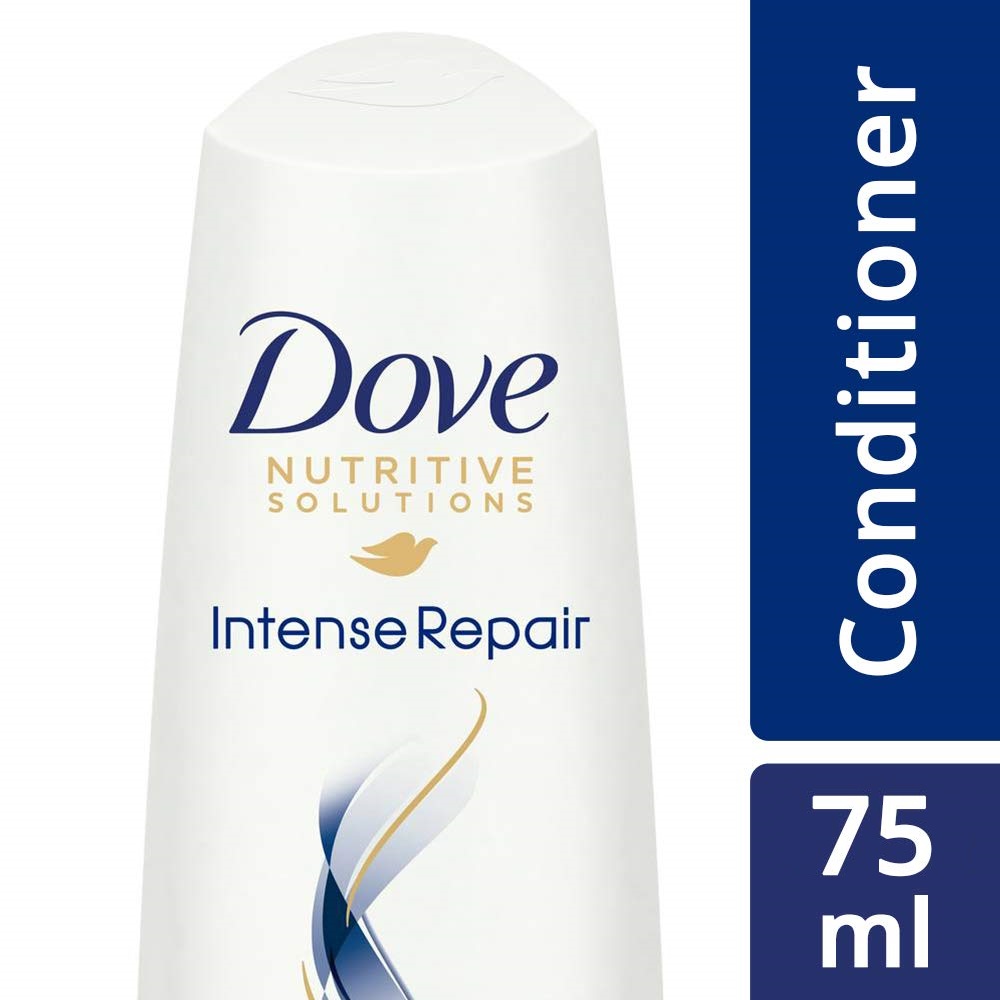 Dove
NUTRITIVE
SOLUTIONS
Intense Repair
Conditioner
75
ml